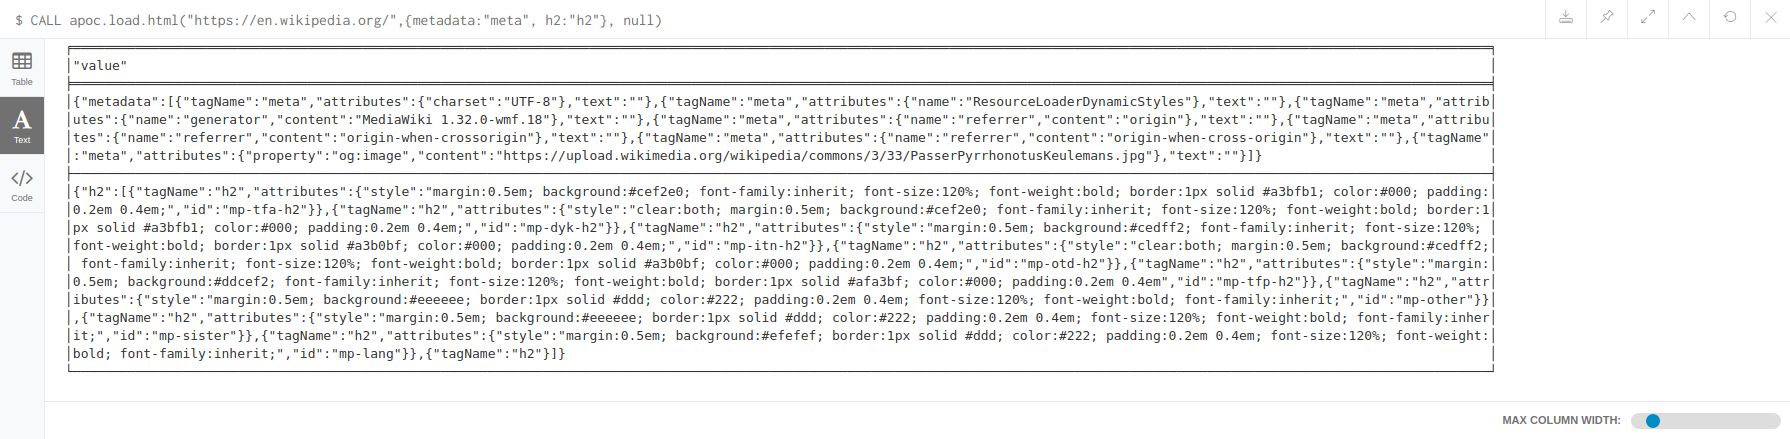 $ CALL apoc.load.html("https://en.wikipedia.org/",{metadata:"meta", h2:"h2"}, null)
Table
A
Text
Code
"value"
{"metadata":[{"tagName":"meta","attributes":{"charset":"UTF-8"},"text":""},{"tagName":"meta","attributes":{"name":"ResourceLoaderDynamicStyles"},"text":""},{"tagName":"meta","attrib
utes":{"name":"generator","content":"MediaWiki 1.32.0-wmf.18"},"text":""},{"tagName":"meta","attributes":{"name":"referrer","content":"origin"},"text":""},{"tagName":"meta","attribu
tes":{"name":"referrer","content":"origin-when-crossorigin"},"text":""},{"tagName":"meta","attributes":{"name":"referrer","content":"origin-when-cross-origin"},"text":""},{"tagName"
:"meta","attributes":{"property":"og:image","content":"https://upload.wikimedia.org/wikipedia/commons/3/33/PasserPyrrhonotusKeulemans.jpg"},"text":""}]}
{"h2":[{"tagName":"h2","attributes":{"style":"margin:0.5em; background:#cef2e0; font-family:inherit; font-size:120%; font-weight:bold; border:1px solid #a3bfb1; color:#000; padding:
0.2em 0.4em;","id":"mp-tfa-h2"}},{"tagName":"h2","attributes":{"style":"clear:both; margin:0.5em; background:#cef2e0; font-family:inherit; font-size:120%; font-weight:bold; border:1
px solid #a3bfb1; color:#000; padding:0.2em 0.4em;","id":"mp-dyk-h2"}},{"tagName":"h2","attributes":{"style":"margin:0.5em; background:#cedff2; font-family:inherit; font-size:120%;
font-weight:bold; border:1px solid #a3b0bf; color:#000; padding:0.2em 0.4em;","id":"mp-itn-h2"}},{"tagName":"h2","attributes":{"style":"clear:both; margin:0.5em; background:#cedff2;
font-family:inherit; font-size:120%; font-weight:bold; border:1px solid #a3b0bf; color:#000; padding:0.2em 0.4em;","id":"mp-otd-h2"}},{"tagName":"h2","attributes":{"style":"margin:
0.5em; background:#ddcef2; font-family:inherit; font-size:120%; font-weight:bold; border:1px solid #afa3bf; color:#000; padding:0.2em 0.4em","id":"mp-tfp-h2"}},{"tagName":"h2","attr
ibutes":{"style":"margin:0.5em; background:#eeeeee; border:1px solid #ddd; color:#222; padding:0.2em 0.4em; font-size:120%; font-weight:bold; font-family:inherit;","id":"mp-other"}}
,{"tagName":"h2","attributes":{"style":"margin:0.5em; background:#eeeeee; border:1px solid #ddd; color:#222; padding:0.2em 0.4em; font-size:120%; font-weight:bold; font-family:inher
it;","id":"mp-sister"}},{"tagName":"h2","attributes":{"style":"margin:0.5em; background:#efefef; border:1px solid #ddd; color:#222; padding:0.2em 0.4em; font-size:120%; font-weight:
bold; font-family:inherit;","id":"mp-lang"}},{"tagName":"h2"}]}
MAX COLUMN WIDTH: